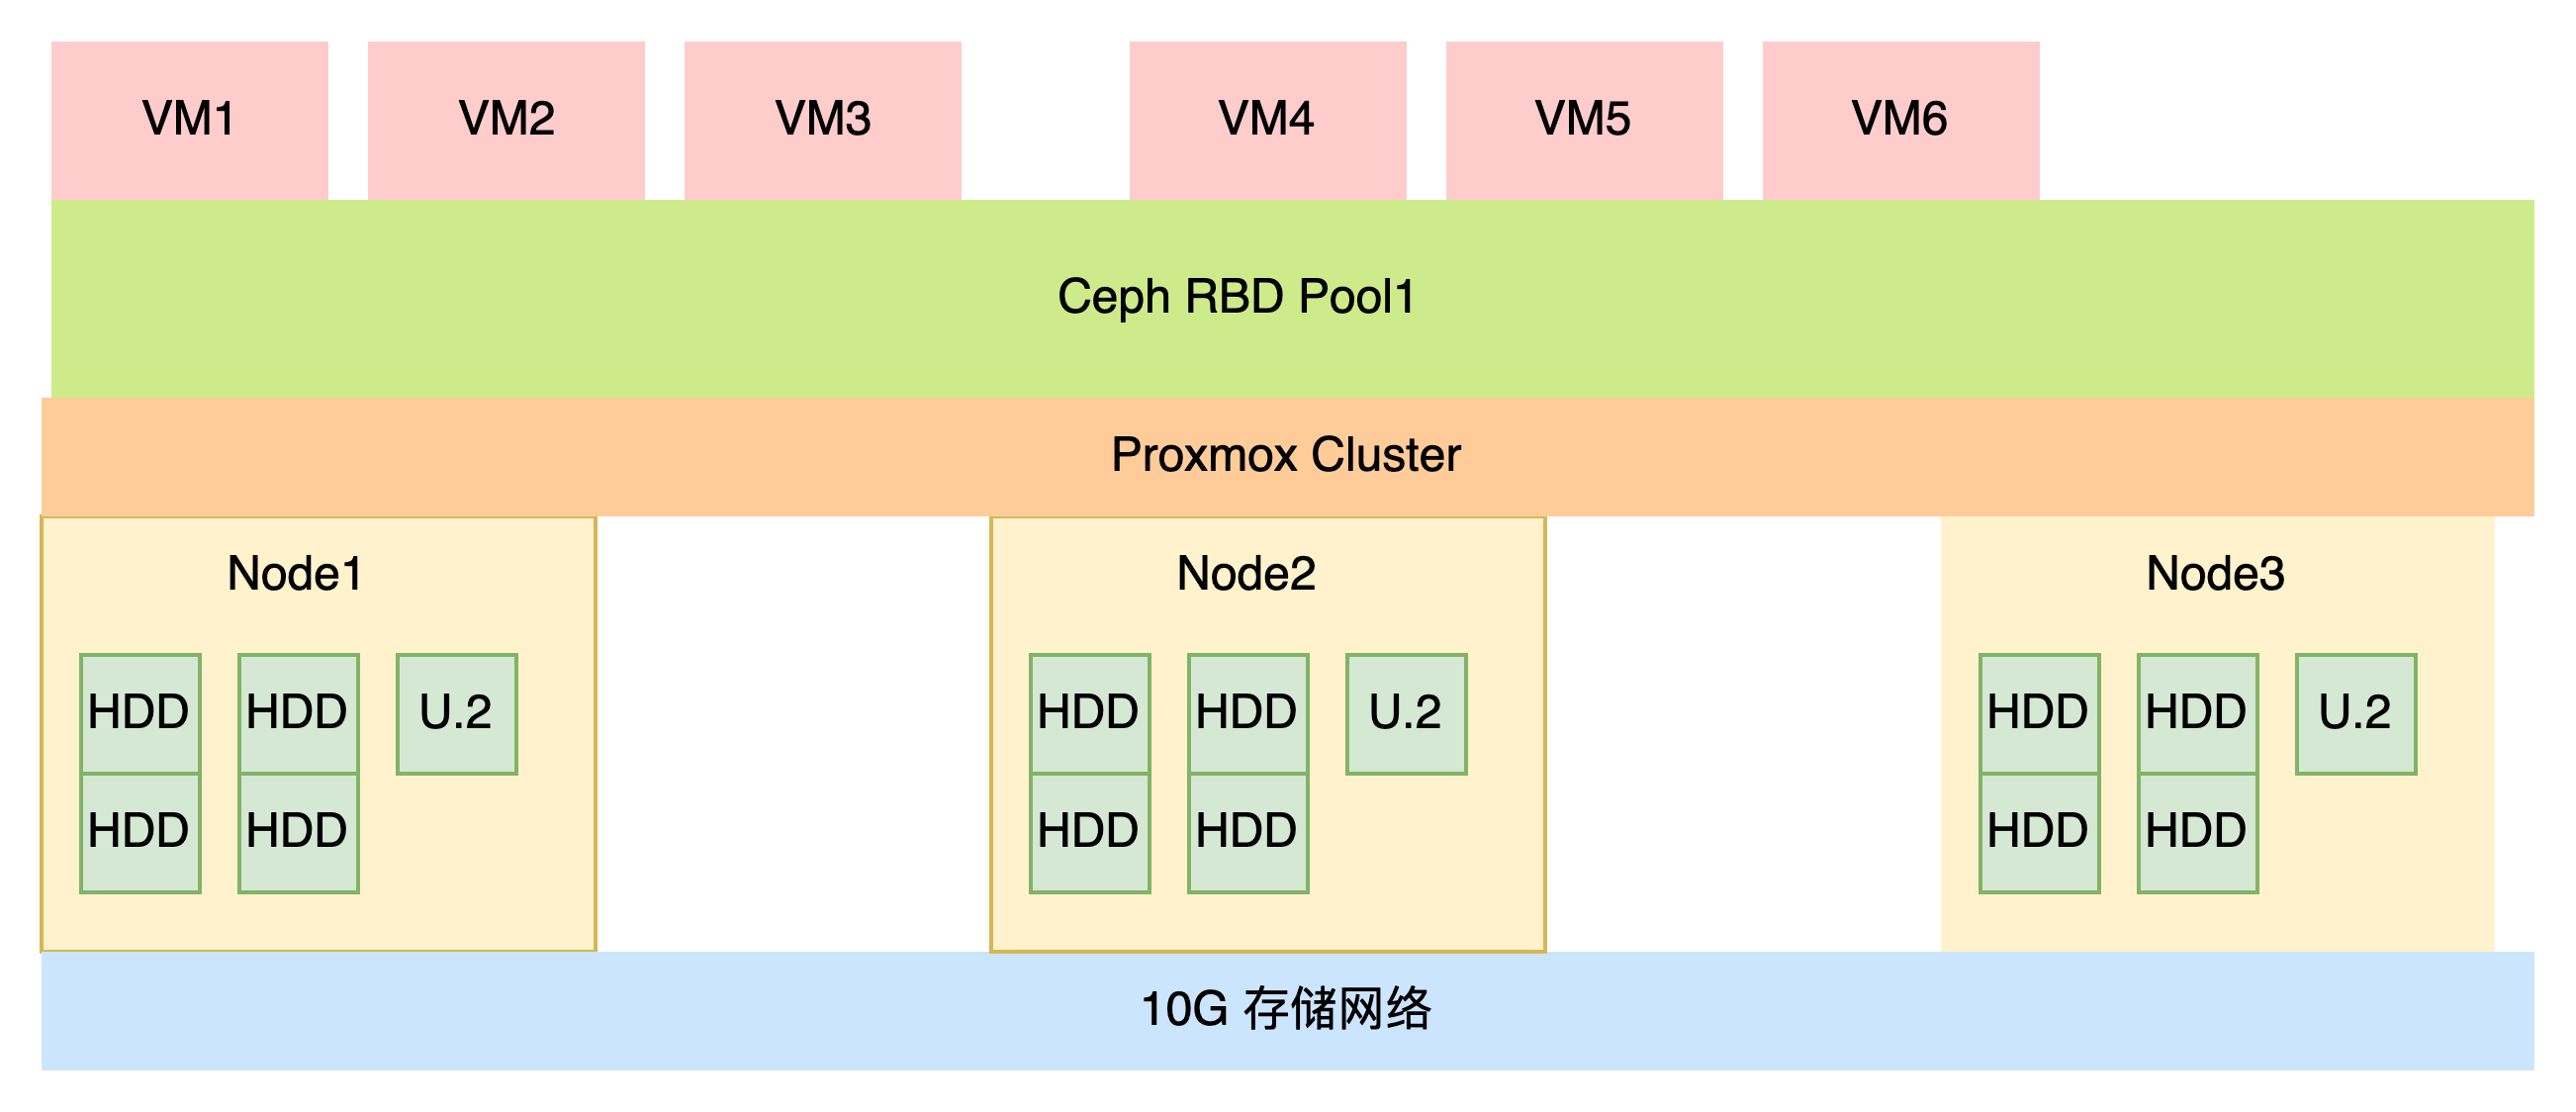 VM1
VM2
VM3
VM4
VM5
VM6
Ceph RBD Pool1
Proxmox Cluster
Node1
HDD
HDD
U.2
HDD
HDD
Node2
HDD
HDD
U.2
HDD
HDD
Node3
HDD
HDD
U.2
HDD
HDD
10G 存储网络